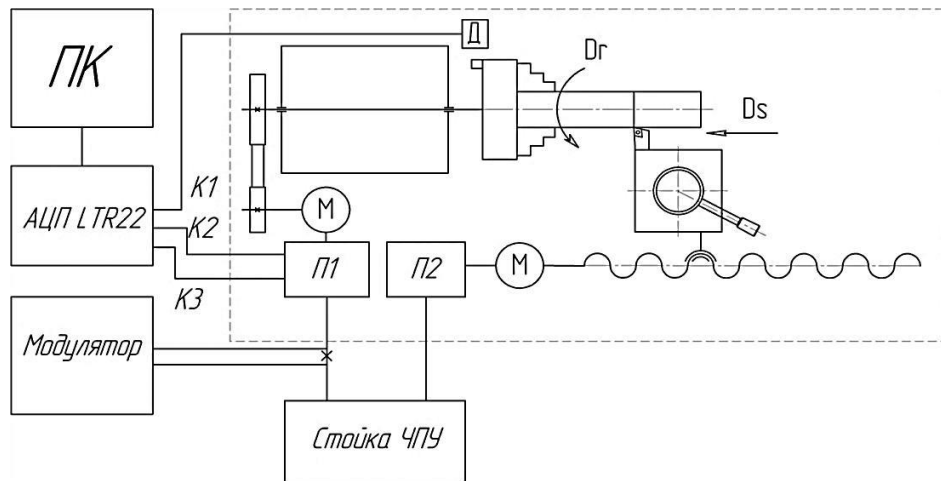 ПК
Д
Dr
Ds
К1
АЦП LTR22
К2
М
П1
П2
М
К3
Модулятор
Стойка ЧПУ